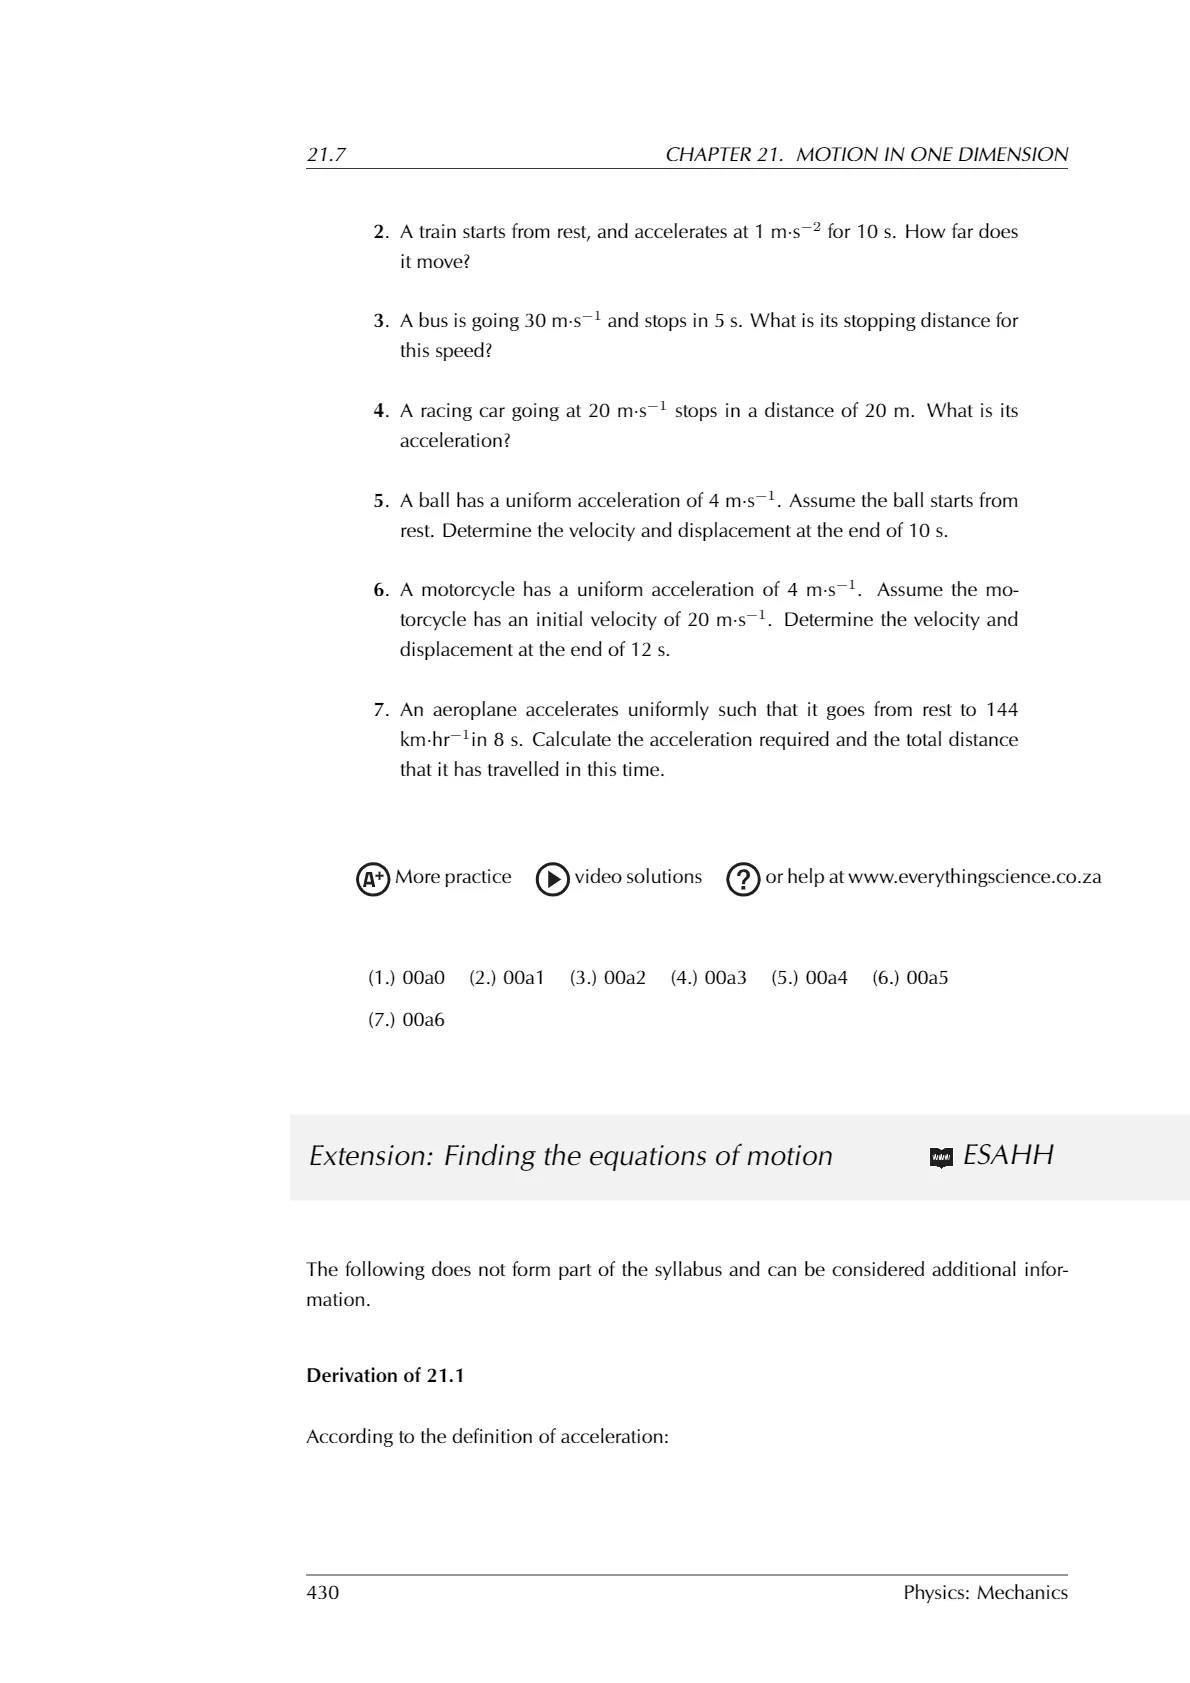 21.7 CHAPTER 21. MOTION IN ONE DIMENSION
2. A train starts from rest, and accelerates at 1 m·s⁻² for 10 s. How far does
it move?
3. A bus is going 30 m·s⁻¹ and stops in 5 s. What is its stopping distance for
this speed?
4. A racing car going at 20 m·s⁻¹ stops in a distance of 20 m. What is its
acceleration?
5. A ball has a uniform acceleration of 4 m·s⁻¹. Assume the ball starts from
rest. Determine the velocity and displacement at the end of 10 s.
6. A motorcycle has a uniform acceleration of 4 m·s⁻¹. Assume the mo-
torcycle has an initial velocity of 20 m·s⁻¹. Determine the velocity and
displacement at the end of 12 s.
7. An aeroplane accelerates uniformly such that it goes from rest to 144
km·hr⁻¹in 8 s. Calculate the acceleration required and the total distance
that it has travelled in this time.
A+ More practice video solutions ? or help at www.everythingscience.co.za
(1.) 00a0 (2.) 00a1 (3.) 00a2 (4.) 00a3 (5.) 00a4 (6.) 00a5
(7.) 00a6
Extension: Finding the equations of motion www ESAHH
The following does not form part of the syllabus and can be considered additional infor-
mation.
Derivation of 21.1
According to the definition of acceleration:
430 Physics: Mechanics